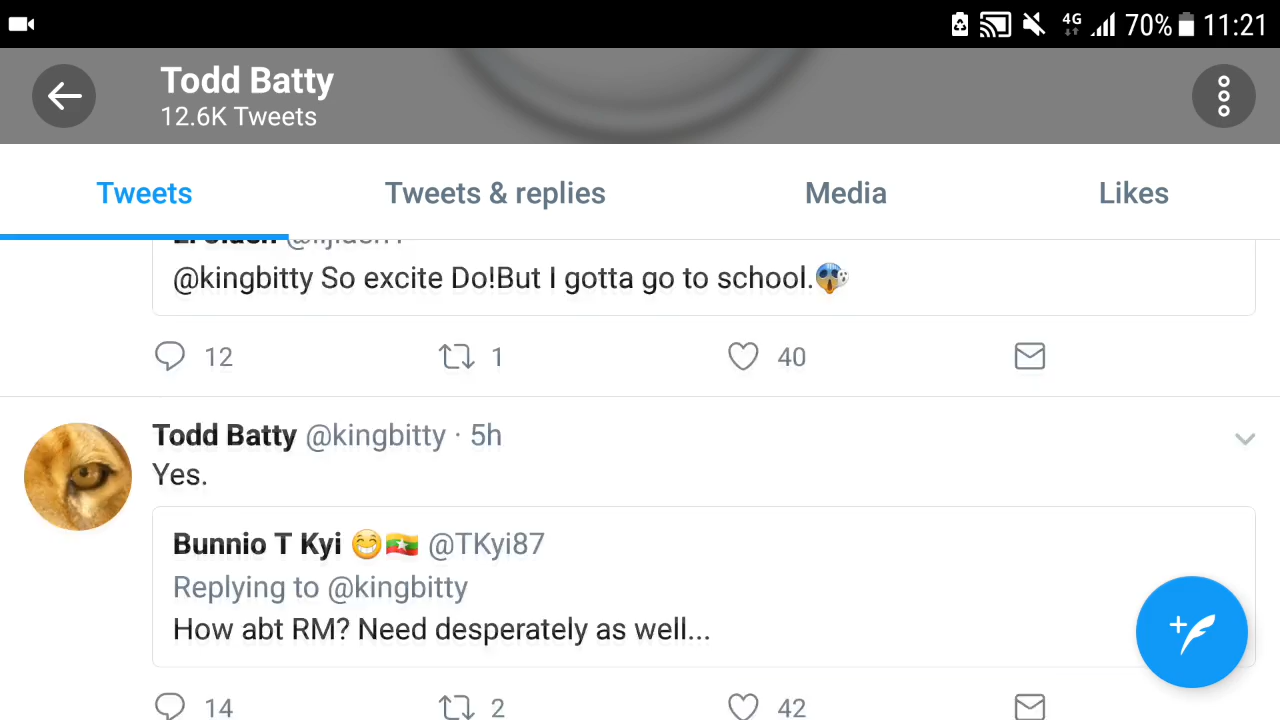 4G 70% 11:21
Todd Batty
12.6K Tweets
Tweets Tweets & replies Media Likes
@kingbitty So excite Do!But I gotta go to school.😱
12 1 40
Todd Batty @kingbitty · 5h
Yes.
Bunnio T Kyi 😁🇲🇲 @TKyi87
Replying to @kingbitty
How abt RM? Need desperately as well...
14 2 42